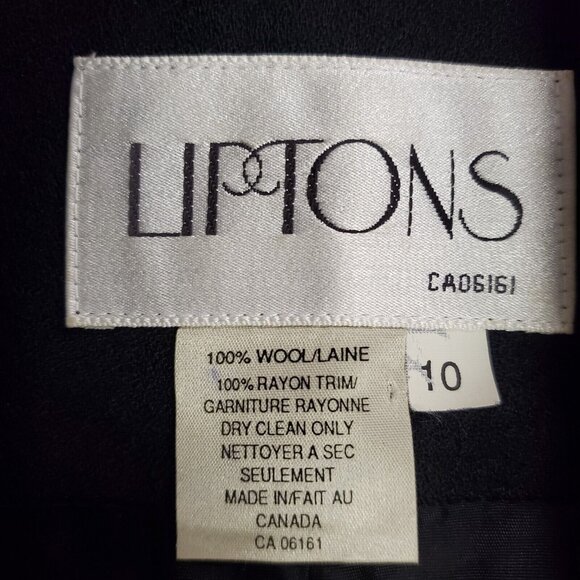 LIPTONS
CA06161
10
100% WOOL/LAINE
100% RAYON TRIM/
GARNITURE RAYONNE
DRY CLEAN ONLY
NETTOYER A SEC
SEULEMENT
MADE IN/FAIT AU
CANADA
CA 06161